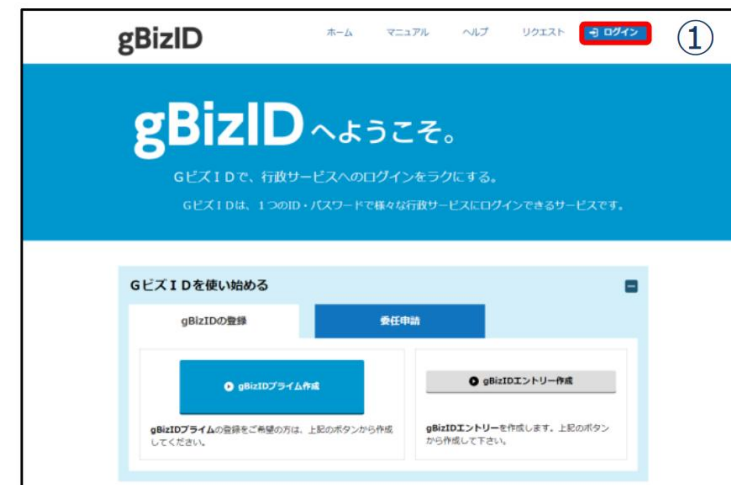 gBizID
ホーム マニュアル ヘルプ リクエスト ログイン ①
gBizIDへようこそ。
GビズIDで、行政サービスへのログインをラクにする。
GビズIDは、1つのID・パスワードで様々な行政サービスにログインできるサービスです。
GビズIDを使い始める
gBizIDの登録 委任申請
gBizIDプライム作成
gBizIDエントリー作成
gBizIDプライムの登録をご希望の方は、上記のボタンから作成
してください。
gBizIDエントリーを作成します。上記のボタン
から作成して下さい。